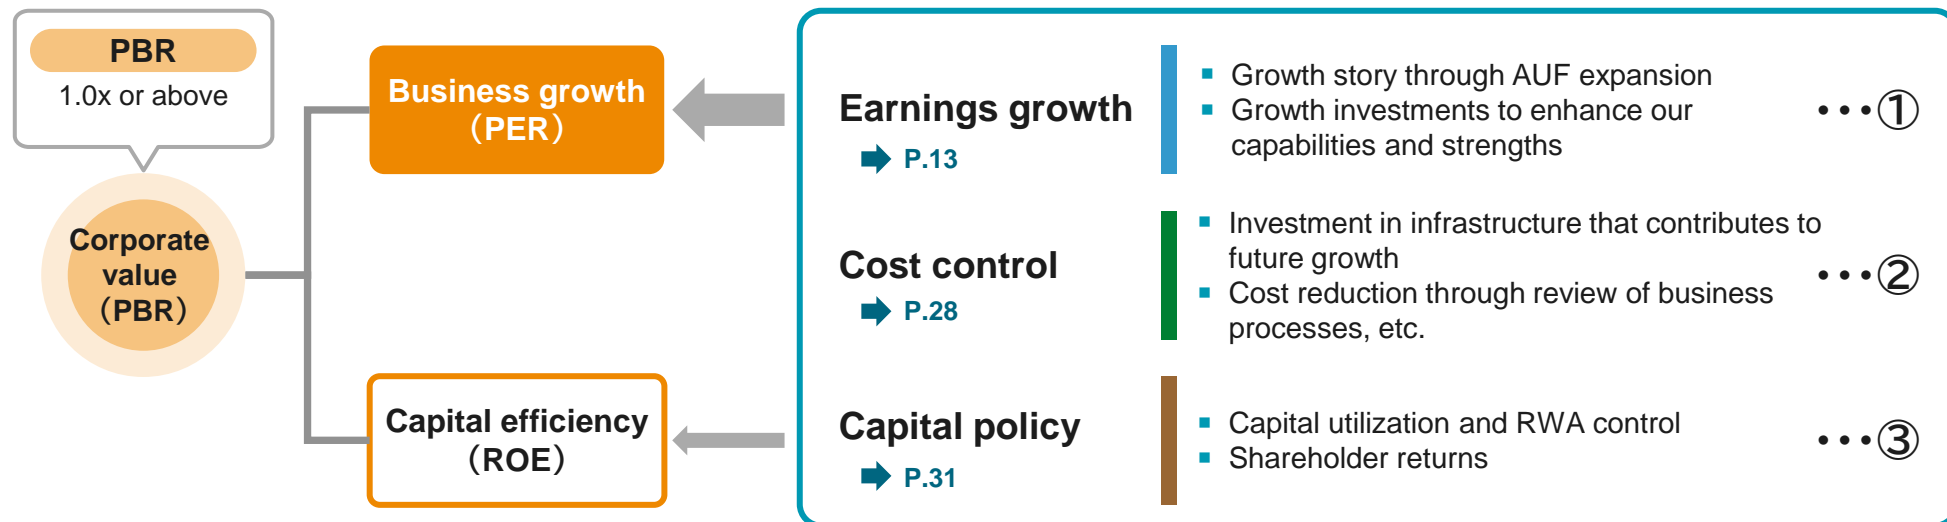 PBR
1.0x or above
Corporate
value
（PBR）
Business growth
（PER）
Capital efficiency
（ROE）
Earnings growth
P.13
▪ Growth story through AUF expansion
▪ Growth investments to enhance our
capabilities and strengths
•••①
Cost control
P.28
▪ Investment in infrastructure that contributes to
future growth
▪ Cost reduction through review of business
processes, etc.
•••②
Capital policy
P.31
▪ Capital utilization and RWA control
▪ Shareholder returns
•••③